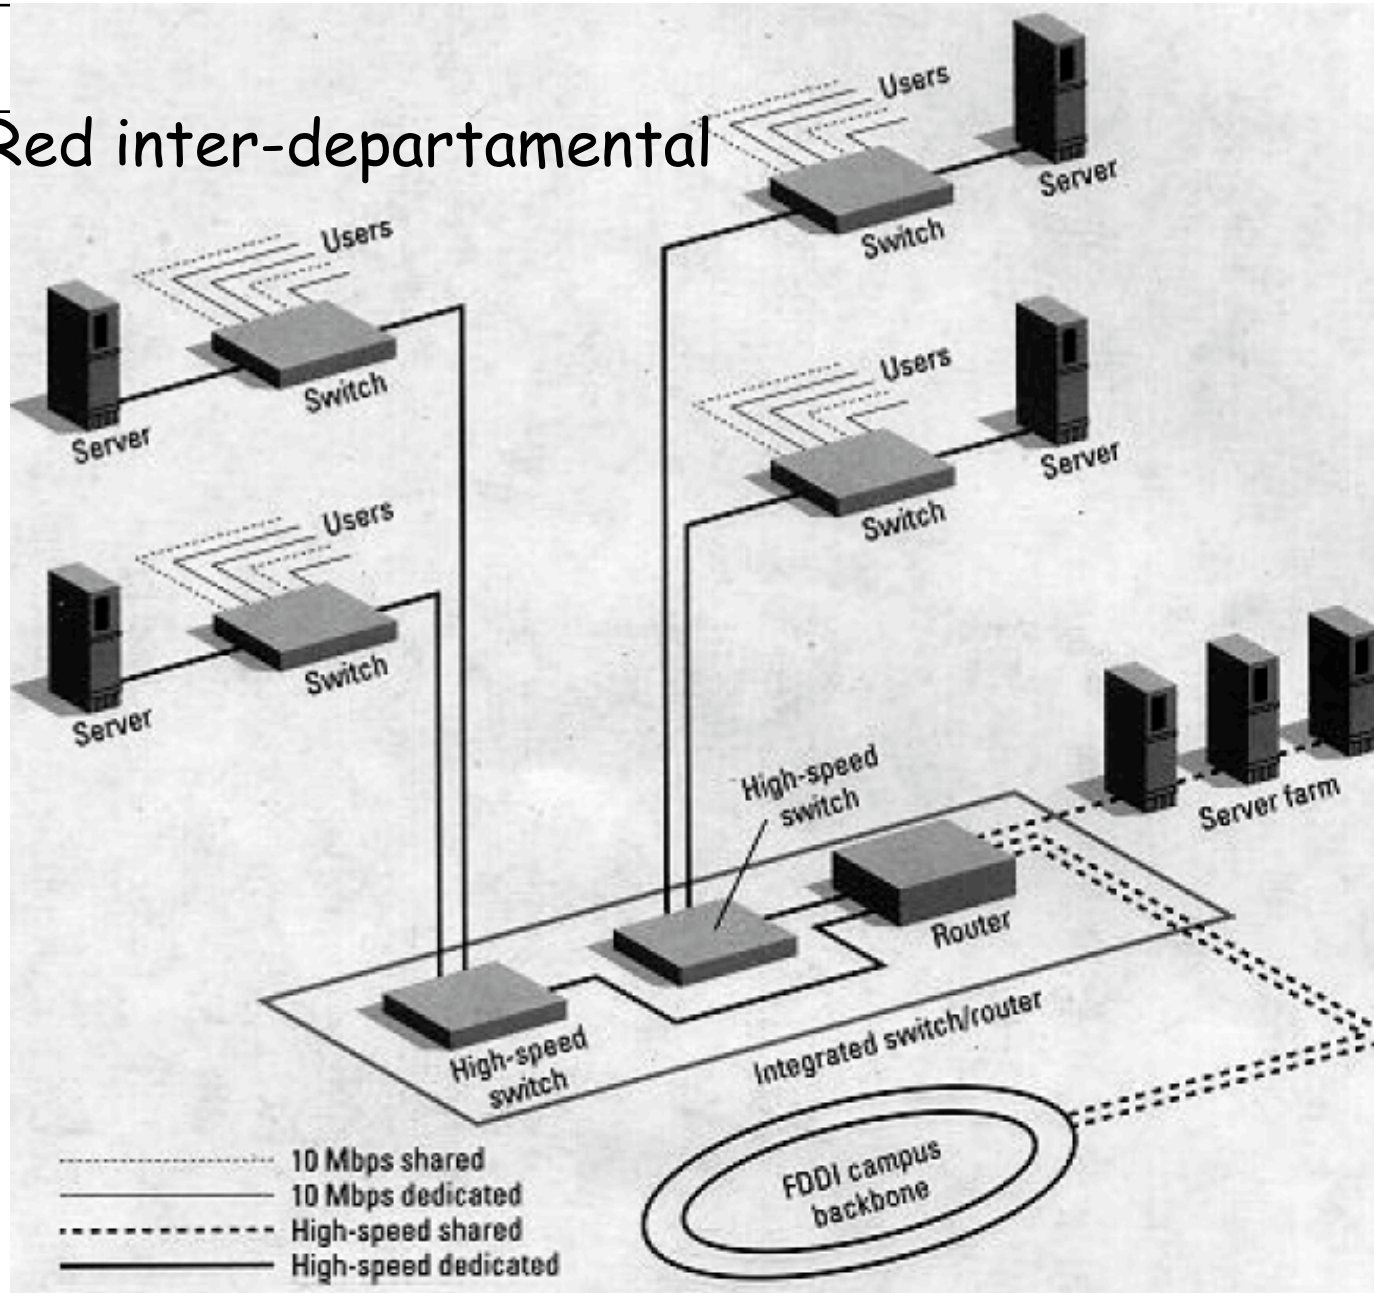 Red inter-departamental
Users
Server
Switch
Users
Switch
Server
Users
Server
Switch
Users
Switch
Server
High-speed
switch
Server farm
Router
High-speed
switch
Integrated switch/router
FDDI campus
backbone
10 Mbps shared
10 Mbps dedicated
High-speed shared
High-speed dedicated